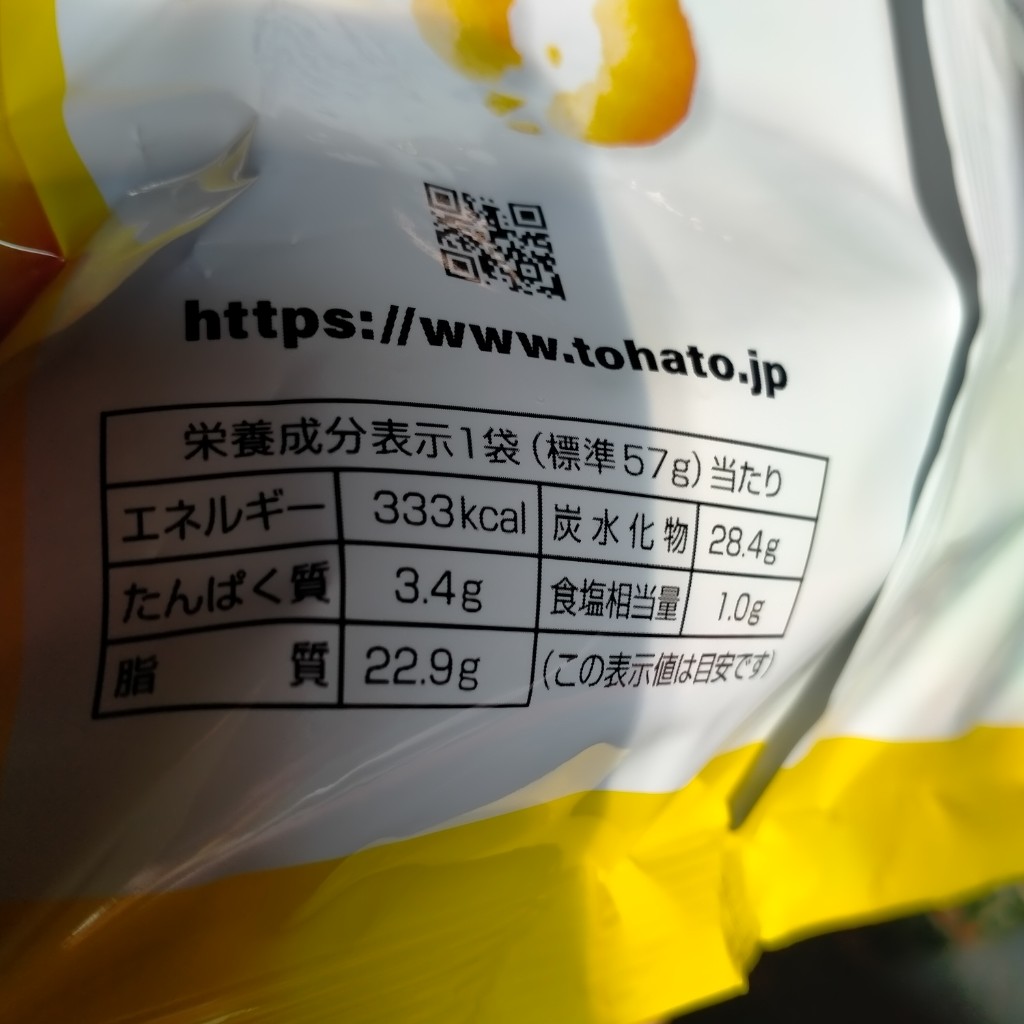 https://www.tohato.jp
栄養成分表示1袋(標準57g)当たり
エネルギー 333kcal 炭水化物 28.4g
たんぱく質 3.4g 食塩相当量 1.0g
脂質 22.9g (この表示値は目安です)